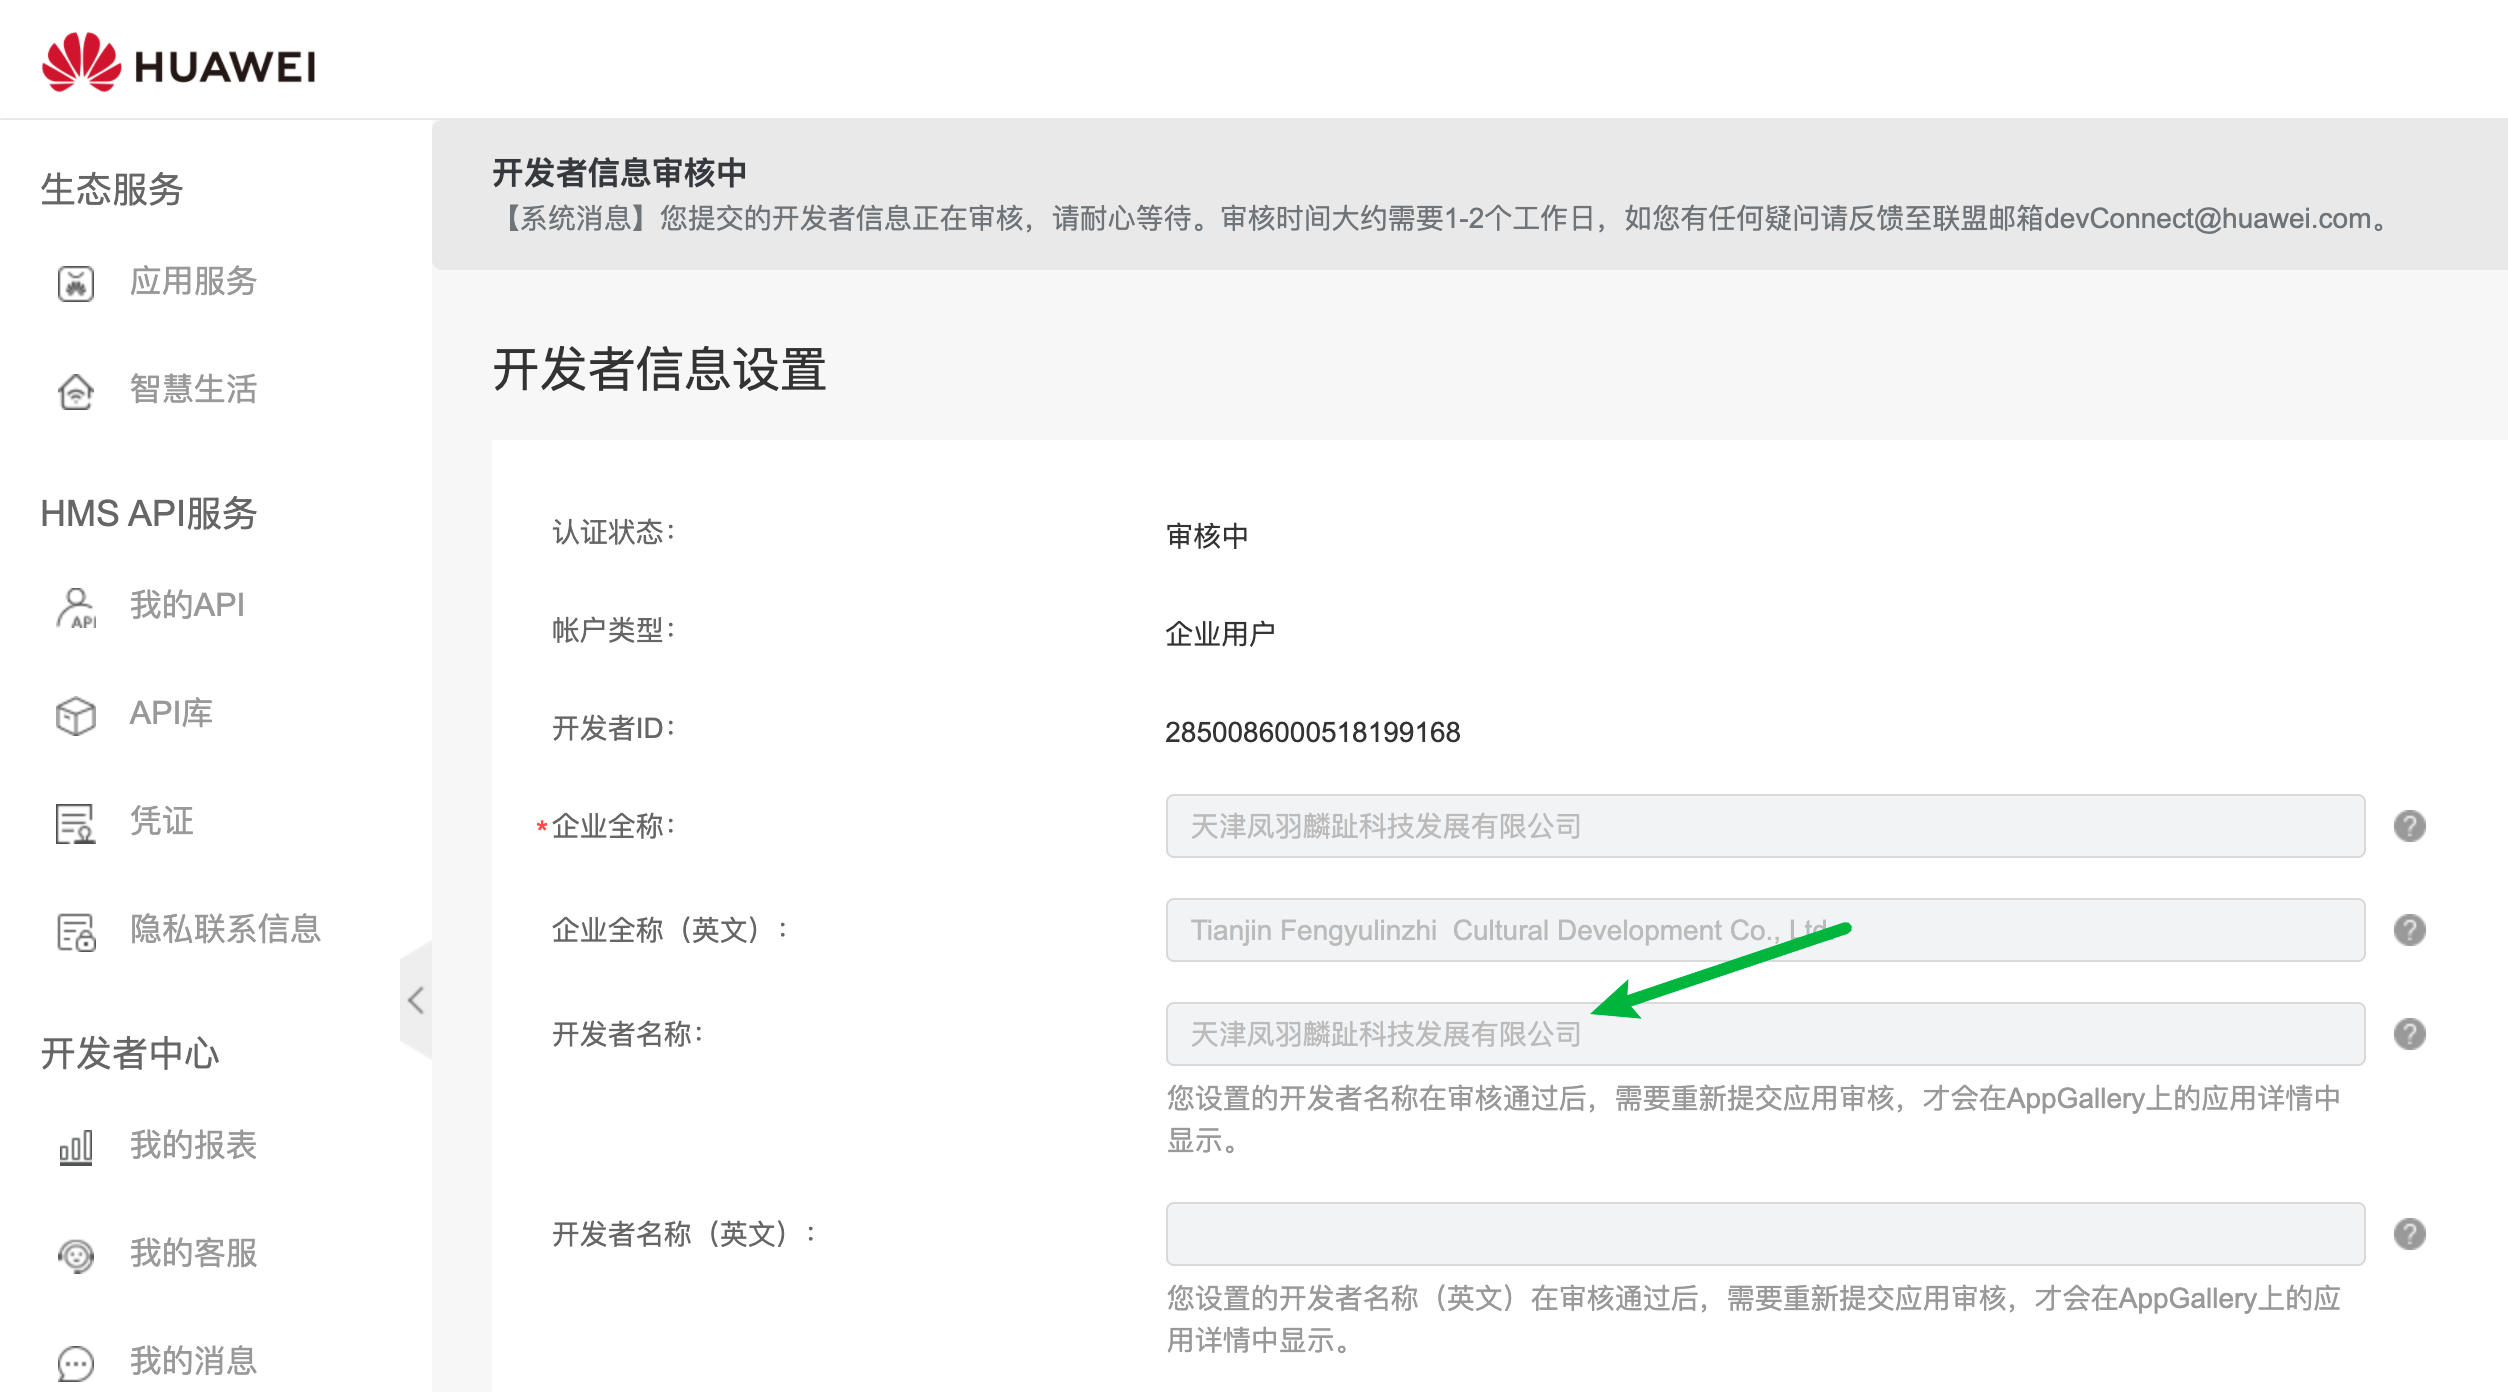 HUAWEI
生态服务
应用服务
智慧生活
HMS API服务
我的API
API库
凭证
隐私联系信息
开发者中心
我的报表
我的客服
我的消息
开发者信息审核中
【系统消息】您提交的开发者信息正在审核，请耐心等待。审核时间大约需要1-2个工作日，如您有任何疑问请反馈至联盟邮箱devConnect@huawei.com。
开发者信息设置
认证状态：
审核中
帐户类型：
企业用户
开发者ID：
2850086000518199168
*企业全称：
天津凤羽麟趾科技发展有限公司
企业全称（英文）：
Tianjin Fengyulinzhi  Cultural Development Co., Ltd
开发者名称：
天津凤羽麟趾科技发展有限公司
您设置的开发者名称在审核通过后，需要重新提交应用审核，才会在AppGallery上的应用详情中
显示。
开发者名称（英文）：
您设置的开发者名称（英文）在审核通过后，需要重新提交应用审核，才会在AppGallery上的应
用详情中显示。